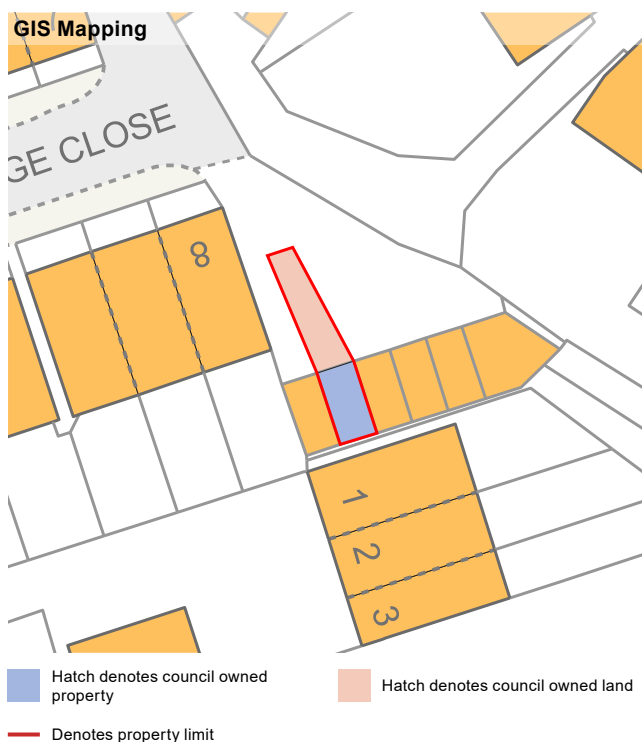 GIS Mapping
GE CLOSE
8
1
2
3
Hatch denotes council owned
property
Hatch denotes council owned land
Denotes property limit